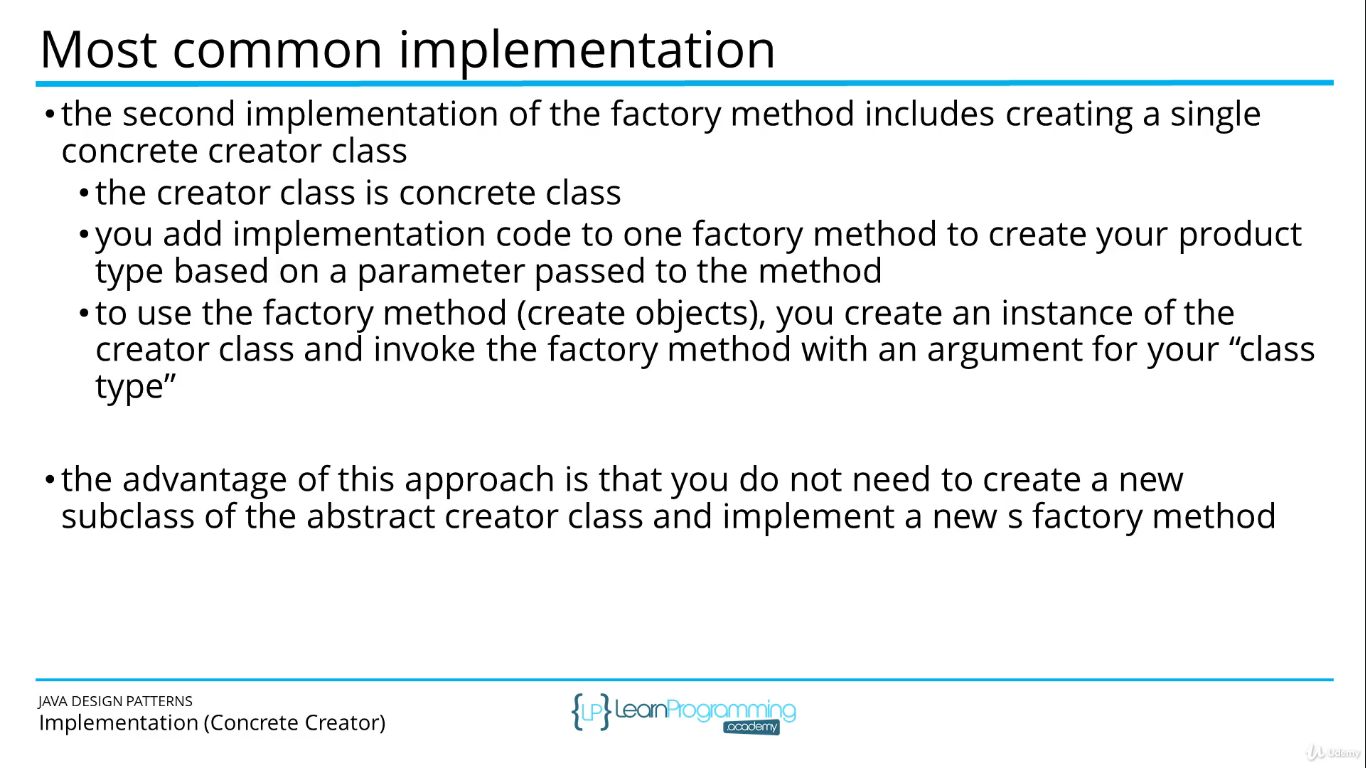 Most common implementation
•the second implementation of the factory method includes creating a single
concrete creator class
•the creator class is concrete class
•you add implementation code to one factory method to create your product
type based on a parameter passed to the method
•to use the factory method (create objects), you create an instance of the
creator class and invoke the factory method with an argument for your “class
type”
•the advantage of this approach is that you do not need to create a new
subclass of the abstract creator class and implement a new s factory method
JAVA DESIGN PATTERNS
Implementation (Concrete Creator)
{LP} LearnProgramming
.academy
Udemy